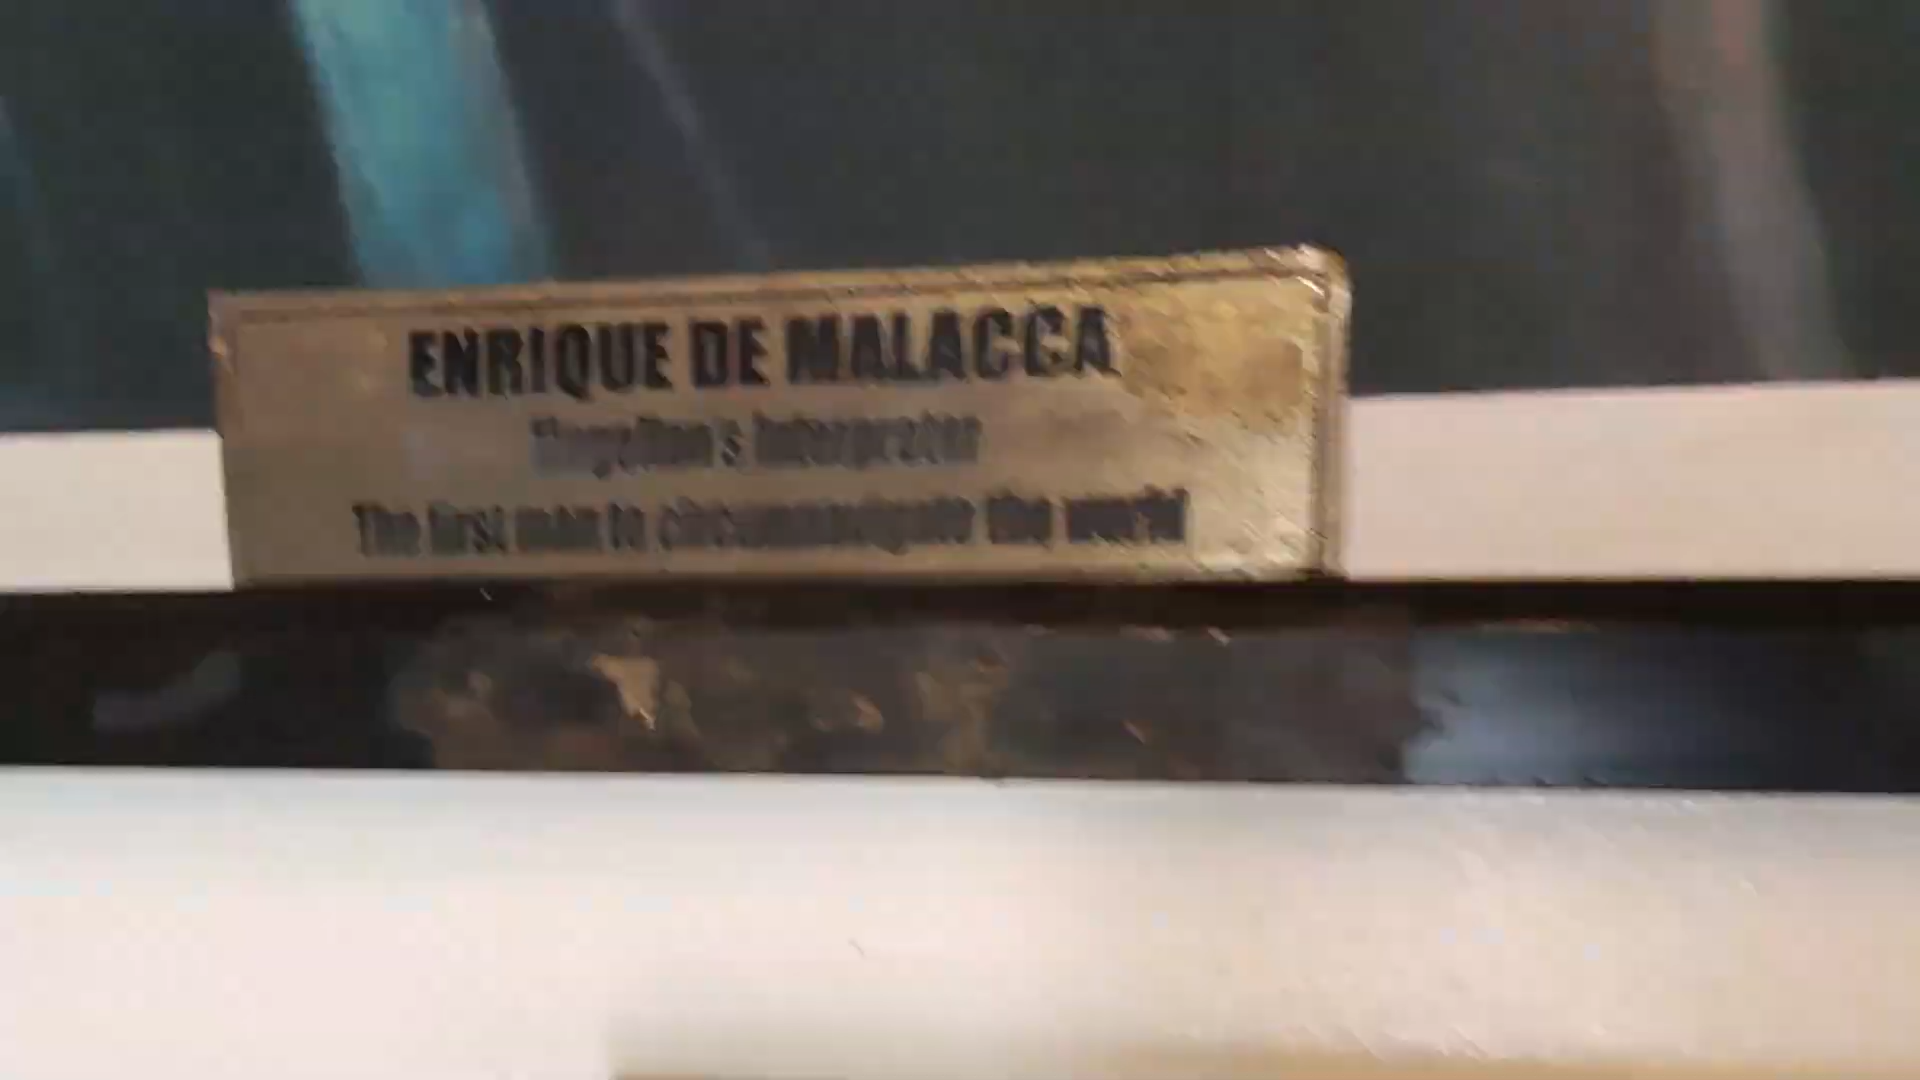 ENRIQUE DE MALACCA
Magellan's Interpreter
The first man to circumnavigate the world